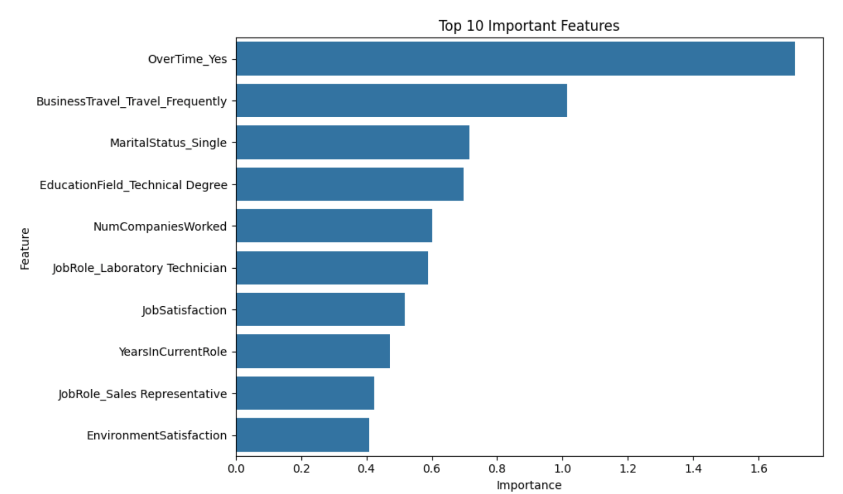 Top 10 Important Features
Feature
OverTime_Yes
BusinessTravel_Travel_Frequently
MaritalStatus_Single
EducationField_Technical Degree
NumCompaniesWorked
JobRole_Laboratory Technician
JobSatisfaction
YearsInCurrentRole
JobRole_Sales Representative
EnvironmentSatisfaction
0.0 0.2 0.4 0.6 0.8 1.0 1.2 1.4 1.6
Importance